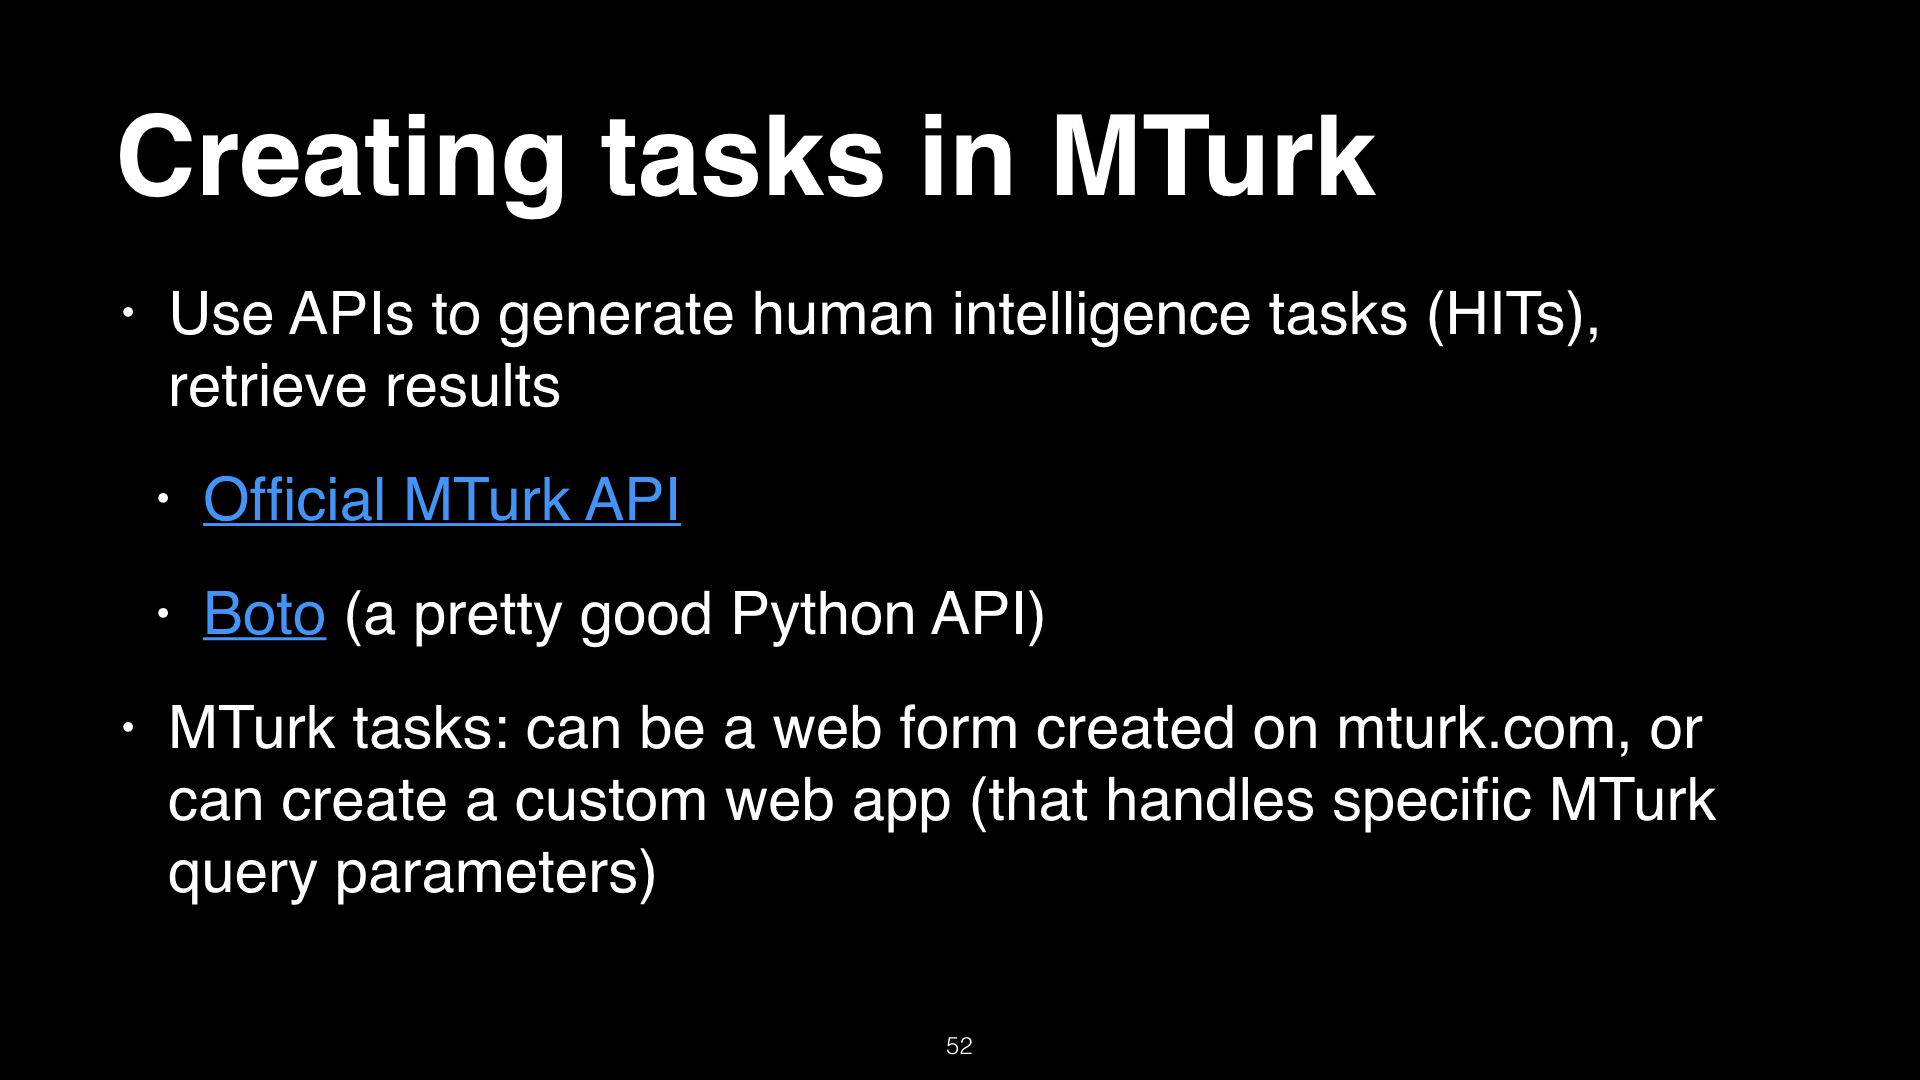 Creating tasks in MTurk
• Use APIs to generate human intelligence tasks (HITs),
retrieve results
• Official MTurk API
• Boto (a pretty good Python API)
• MTurk tasks: can be a web form created on mturk.com, or
can create a custom web app (that handles specific MTurk
query parameters)
52